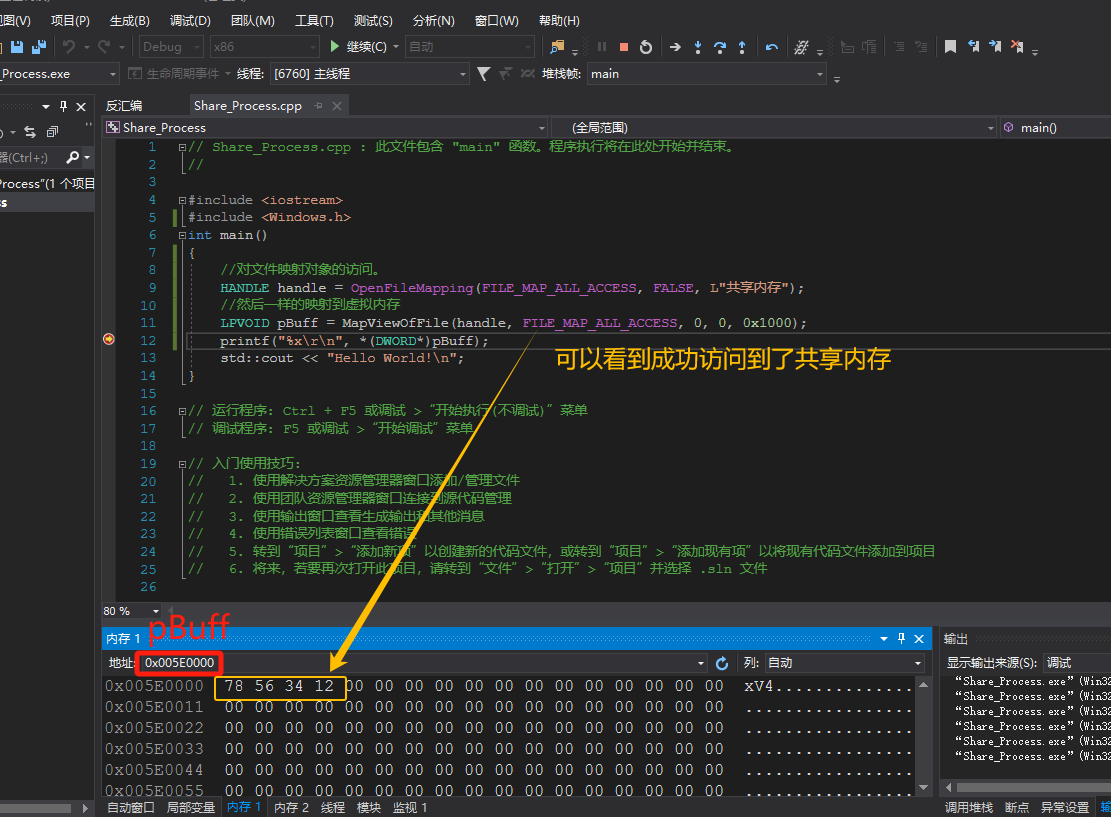 图(V) 项目(P) 生成(B) 调试(D) 团队(M) 工具(T) 测试(S) 分析(N) 窗口(W) 帮助(H)
Debug x86 继续(C) 自动
Process.exe 生命周期事件 线程: [6760] 主线程 堆栈帧: main
反汇编 Share_Process.cpp
Share_Process (全局范围) main()
器(Ctrl+;)
Process"(1 个项目
s
1 // Share_Process.cpp : 此文件包含 "main" 函数。程序执行将在此处开始并结束。
2 //
3
4 #include <iostream>
5 #include <Windows.h>
6 int main()
7 {
8 //对文件映射对象的访问。
9 HANDLE handle = OpenFileMapping(FILE_MAP_ALL_ACCESS, FALSE, L"共享内存");
10 //然后一样的映射到虚拟内存
11 LPVOID pBuff = MapViewOfFile(handle, FILE_MAP_ALL_ACCESS, 0, 0, 0x1000);
12 printf("%x\r\n", *(DWORD*)pBuff);
13 std::cout << "Hello World!\n";
14 }
可以看到成功访问到了共享内存
15
16 // 运行程序: Ctrl + F5 或调试 >“开始执行(不调试)”菜单
17 // 调试程序: F5 或调试 >“开始调试”菜单
18
19 // 入门使用技巧:
20 // 1. 使用解决方案资源管理器窗口添加/管理文件
21 // 2. 使用团队资源管理器窗口连接到源代码管理
22 // 3. 使用输出窗口查看生成输出和其他消息
23 // 4. 使用错误列表窗口查看错误
24 // 5. 转到“项目”>“添加新项”以创建新的代码文件，或转到“项目”>“添加现有项”以将现有代码文件添加到项目
25 // 6. 将来，若要再次打开此项目，请转到“文件”>“打开”>“项目”并选择 .sln 文件
26
80 %
pBuff
内存 1
地址: 0x005E0000 列: 自动
0x005E0000 78 56 34 12 00 00 00 00 00 00 00 00 00 00 00 00 00 xV4..............
0x005E0011 00 00 00 00 00 00 00 00 00 00 00 00 00 00 00 00 00 .................
0x005E0022 00 00 00 00 00 00 00 00 00 00 00 00 00 00 00 00 00 .................
0x005E0033 00 00 00 00 00 00 00 00 00 00 00 00 00 00 00 00 00 .................
0x005E0044 00 00 00 00 00 00 00 00 00 00 00 00 00 00 00 00 00 .................
0x005E0055 00 00 00 00 00 00 00 00 00 00 00 00 00 00 00 00 00 .................
自动窗口 局部变量 内存 1 内存 2 线程 模块 监视 1
输出
显示输出来源(S): 调试
“Share_Process.exe”(Win32
“Share_Process.exe”(Win32
“Share_Process.exe”(Win32
“Share_Process.exe”(Win32
“Share_Process.exe”(Win32
“Share_Process.exe”(Win32
调用堆栈 断点 异常设置 输